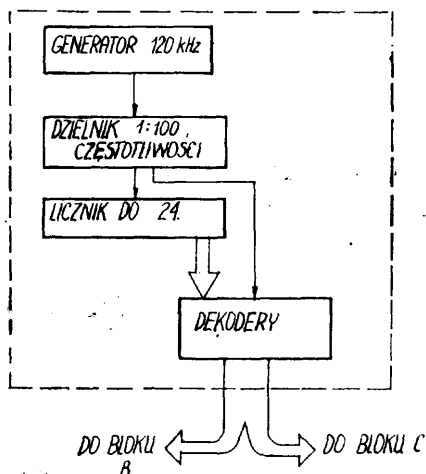 GENERATOR 120 kHz
DZIELNIK 1:100,
CZĘSTOTLIWOŚCI
LICZNIK DO 24.
DEKODERY
DO BLOKU
B
DO BLOKU C